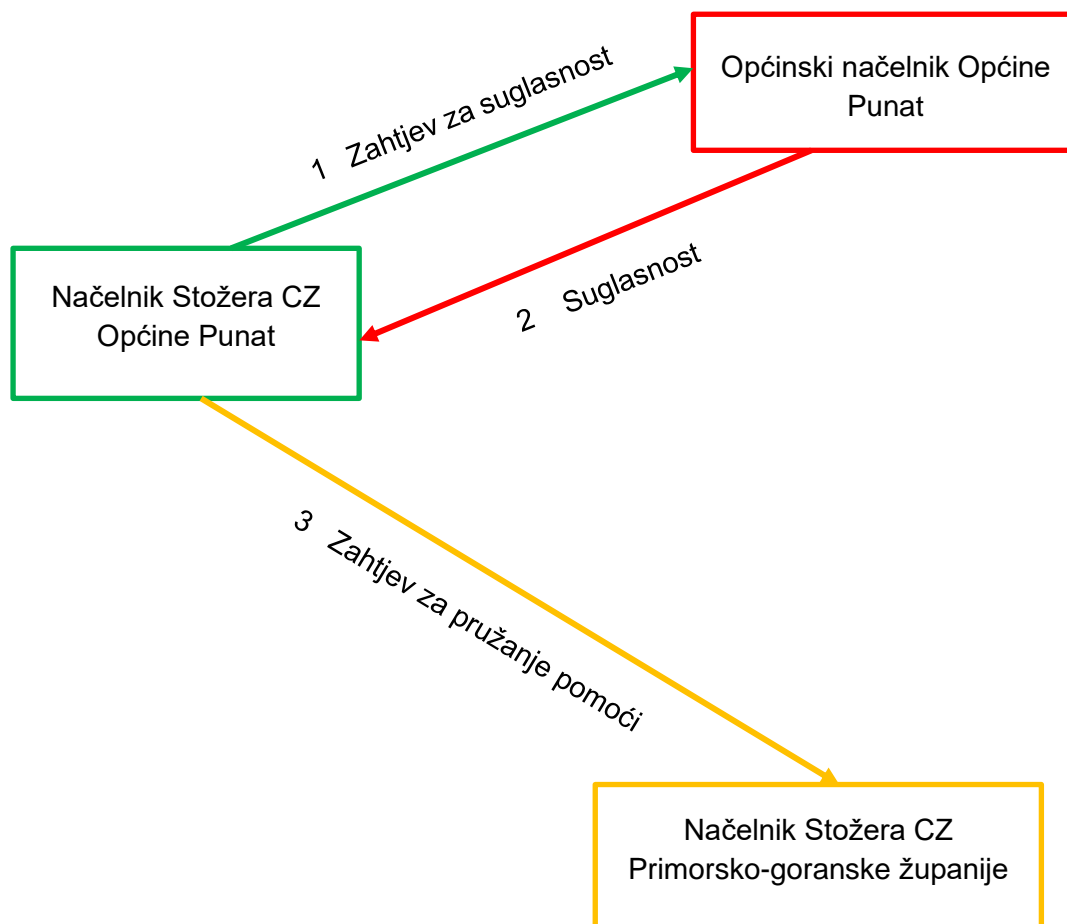 Općinski načelnik Općine
Punat
1 Zahtjev za suglasnost
2 Suglasnost
Načelnik Stožera CZ
Općine Punat
3 Zahtjev za pružanje pomoći
Načelnik Stožera CZ
Primorsko-goranske županije